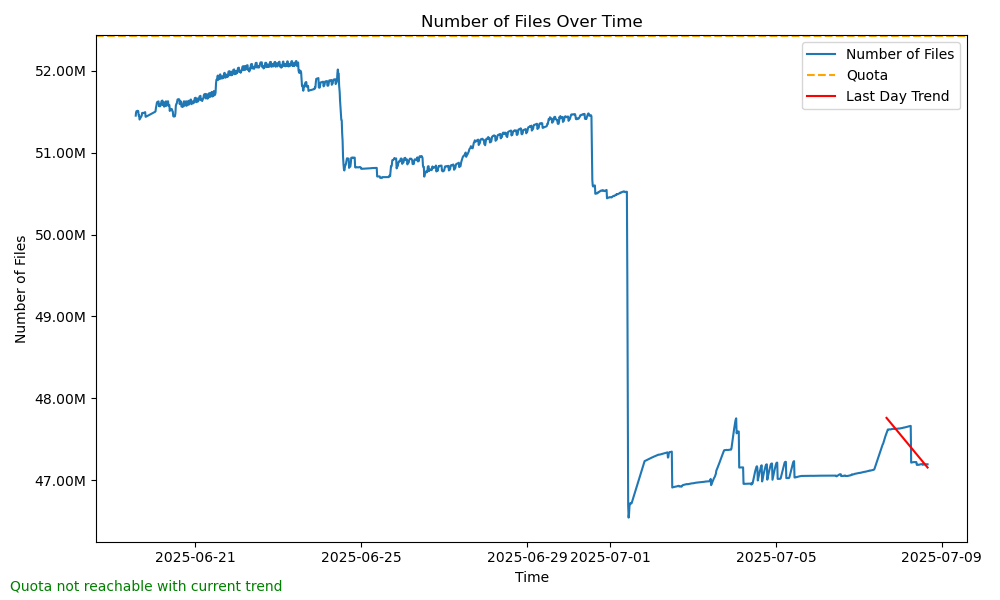 Number of Files Over Time
Number of Files
Quota
Last Day Trend
52.00M
51.00M
50.00M
49.00M
48.00M
47.00M
Number of Files
2025-06-21
2025-06-25
2025-06-29
2025-07-01
2025-07-05
2025-07-09
Time
Quota not reachable with current trend